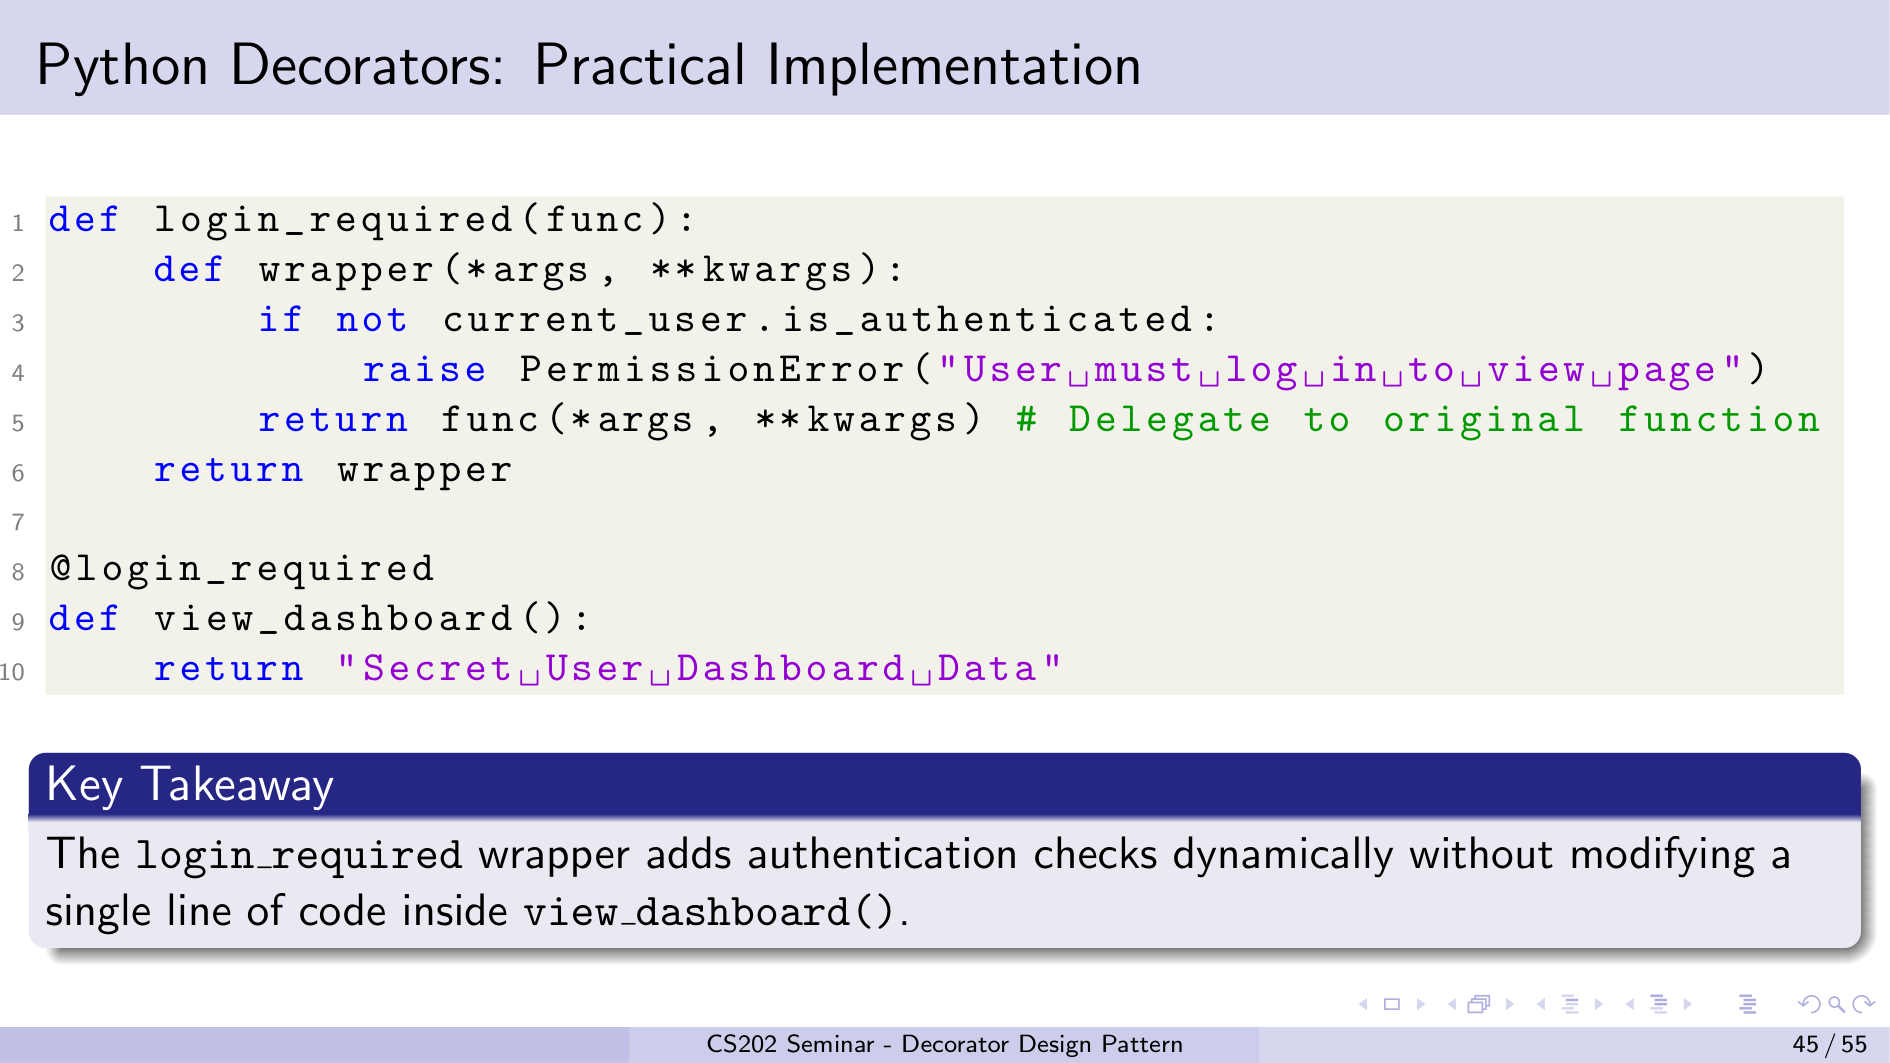 Python Decorators: Practical Implementation
1 def login_required(func):
2     def wrapper(*args, **kwargs):
3         if not current_user.is_authenticated:
4             raise PermissionError("User␣must␣log␣in␣to␣view␣page")
5         return func(*args, **kwargs) # Delegate to original function
6     return wrapper
7
8 @login_required
9 def view_dashboard():
10     return "Secret␣User␣Dashboard␣Data"
Key Takeaway
The login_required wrapper adds authentication checks dynamically without modifying a
single line of code inside view_dashboard().
CS202 Seminar - Decorator Design Pattern
45 / 55